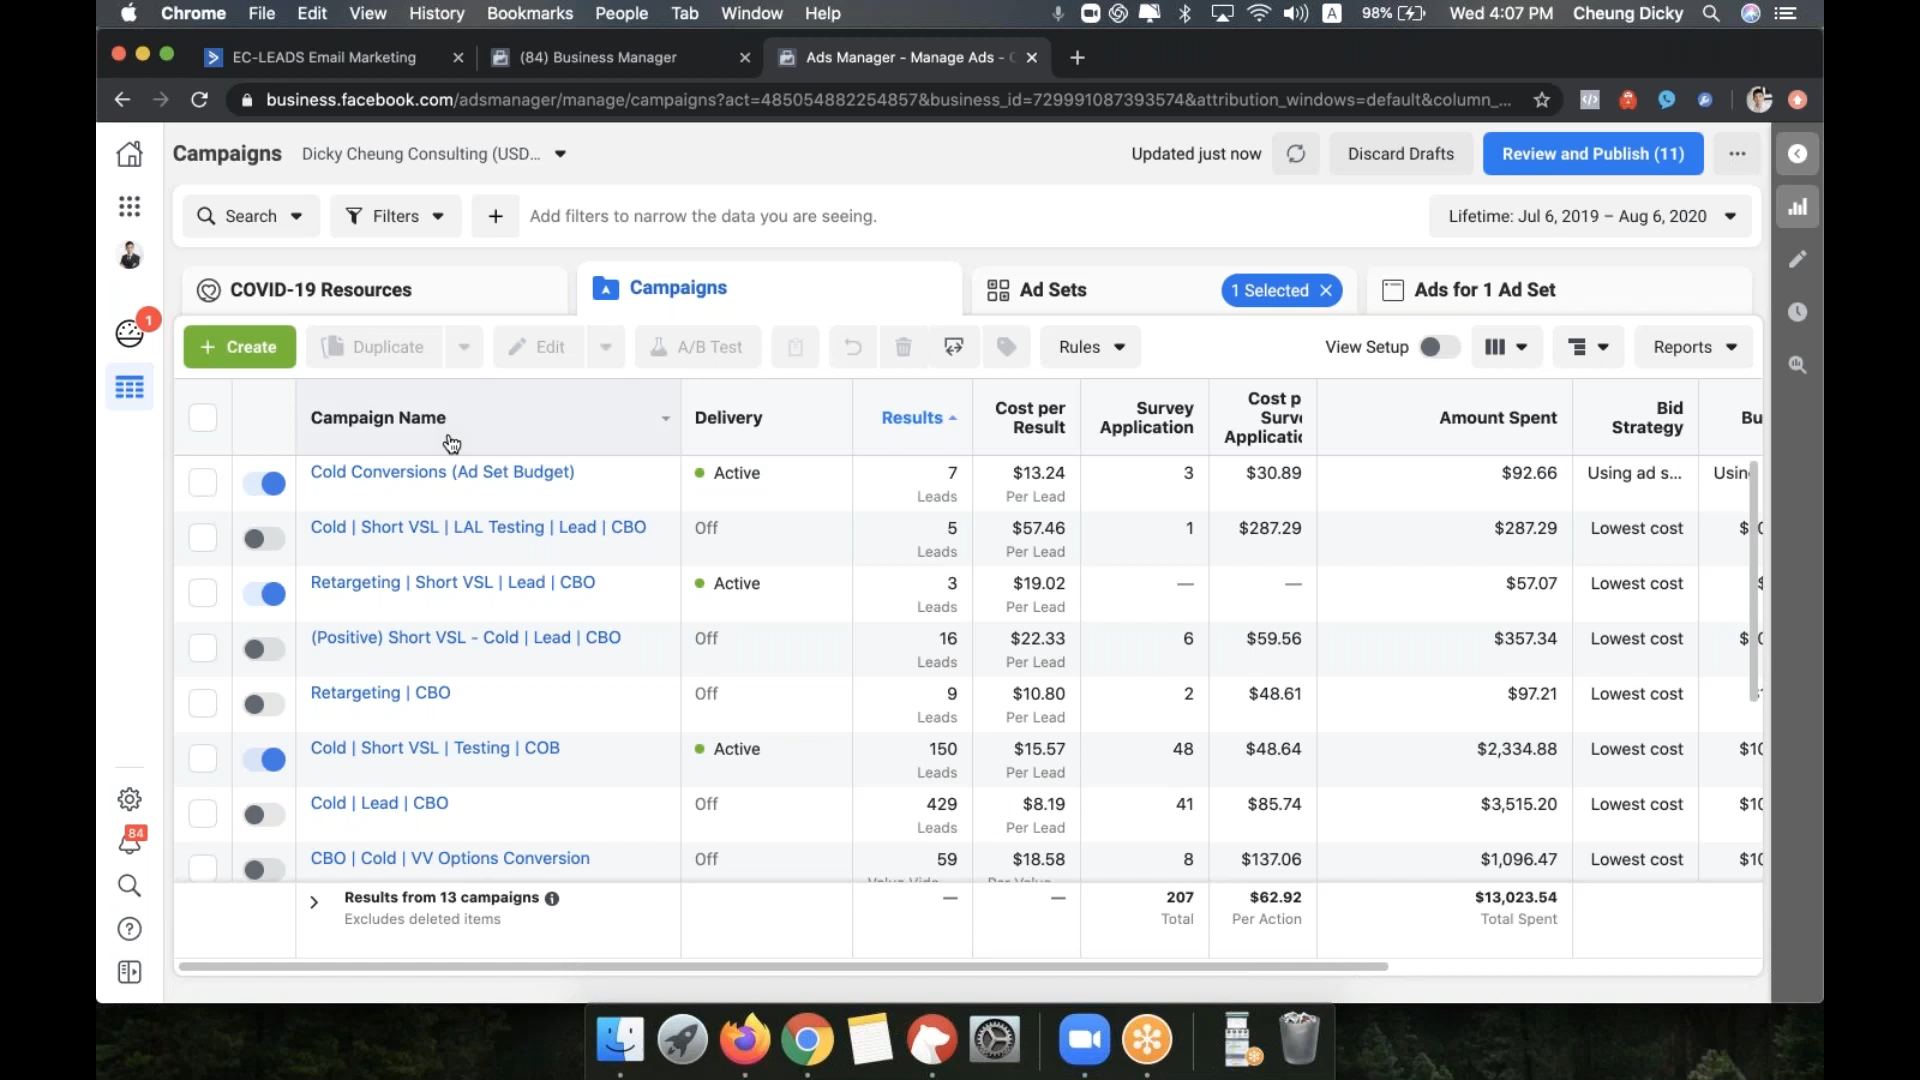 Chrome File Edit View History Bookmarks People Tab Window Help A 98% Wed 4:07 PM Cheung Dicky
EC-LEADS Email Marketing (84) Business Manager Ads Manager - Manage Ads -
business.facebook.com/adsmanager/manage/campaigns?act=485054882254857&business_id=729991087393574&attribution_windows=default&column_...
Campaigns Dicky Cheung Consulting (USD... Updated just now Discard Drafts Review and Publish (11)
Search Filters Add filters to narrow the data you are seeing. Lifetime: Jul 6, 2019 – Aug 6, 2020
COVID-19 Resources Campaigns Ad Sets 1 Selected Ads for 1 Ad Set
1
+ Create Duplicate Edit A/B Test Rules View Setup Reports
Campaign Name Delivery Results Cost per Result Survey Application Cost p Surve Applicatic Amount Spent Bid Strategy Bu
Cold Conversions (Ad Set Budget) Active 7 $13.24 3 $30.89 $92.66 Using ad s... Usin
Leads Per Lead
Cold | Short VSL | LAL Testing | Lead | CBO Off 5 $57.46 1 $287.29 $287.29 Lowest cost
Leads Per Lead
Retargeting | Short VSL | Lead | CBO Active 3 $19.02 — — $57.07 Lowest cost
Leads Per Lead
(Positive) Short VSL - Cold | Lead | CBO Off 16 $22.33 6 $59.56 $357.34 Lowest cost
Leads Per Lead
Retargeting | CBO Off 9 $10.80 2 $48.61 $97.21 Lowest cost
Leads Per Lead
Cold | Short VSL | Testing | COB Active 150 $15.57 48 $48.64 $2,334.88 Lowest cost $10
Leads Per Lead
Cold | Lead | CBO Off 429 $8.19 41 $85.74 $3,515.20 Lowest cost $10
Leads Per Lead
CBO | Cold | VV Options Conversion Off 59 $18.58 8 $137.06 $1,096.47 Lowest cost $10
84
Results from 13 campaigns — — 207 $62.92 $13,023.54
Excludes deleted items Total Per Action Total Spent